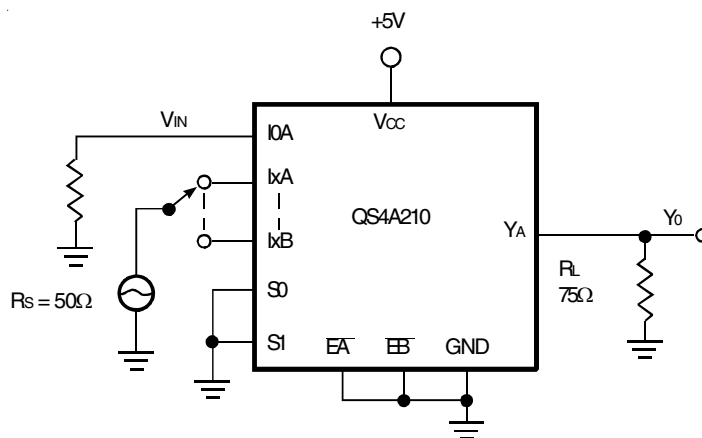 +5V
VIN
I0A
VCC
IxA
QS4A210
IxB
YA
Y0
RL
75Ω
RS = 50Ω
S0
S1
EA
EB
GND